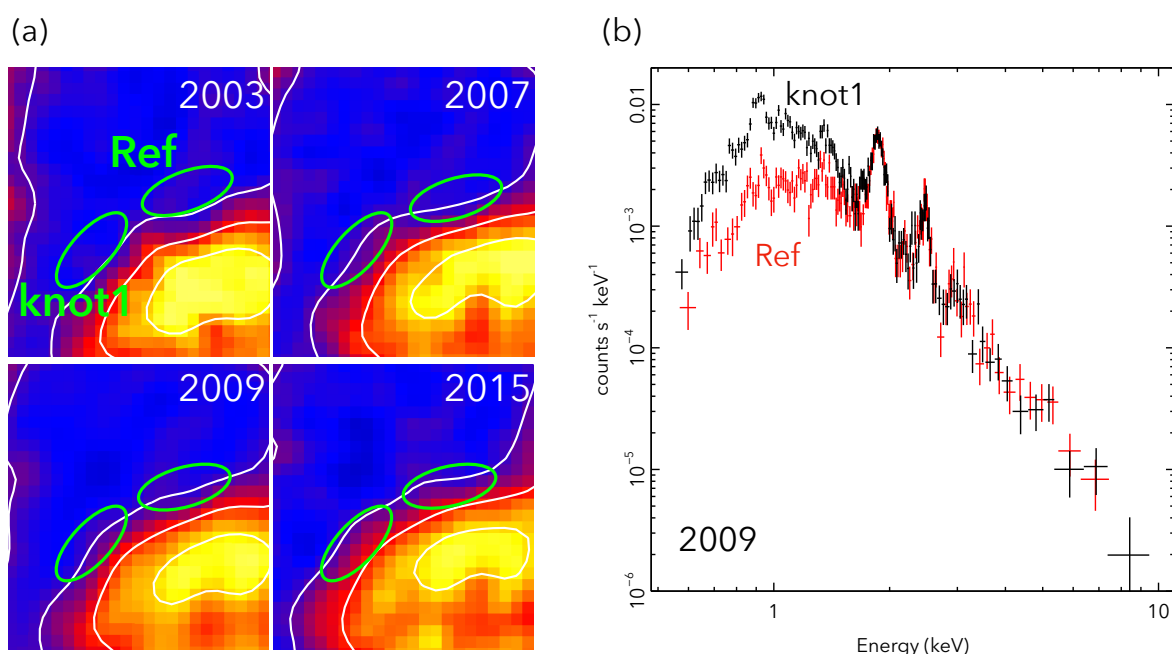 (a)
2003
Ref
knot1
2007
2009
2015
(b)
knot1
Ref
2009
0.01
10⁻³
10⁻⁴
10⁻⁵
10⁻⁶
counts s⁻¹ keV⁻¹
1
10
Energy (keV)